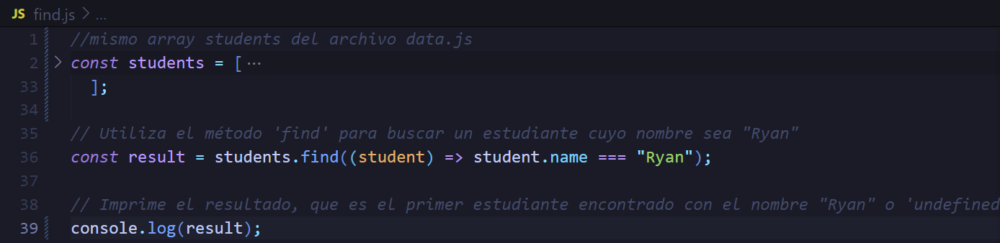 JS find.js > ...
1 //mismo array students del archivo data.js
2 > const students = [ ...
33 ];
34
35 // Utiliza el método 'find' para buscar un estudiante cuyo nombre sea "Ryan"
36 const result = students.find((student) => student.name === "Ryan");
37
38 // Imprime el resultado, que es el primer estudiante encontrado con el nombre "Ryan" o 'undefined
39 console.log(result);